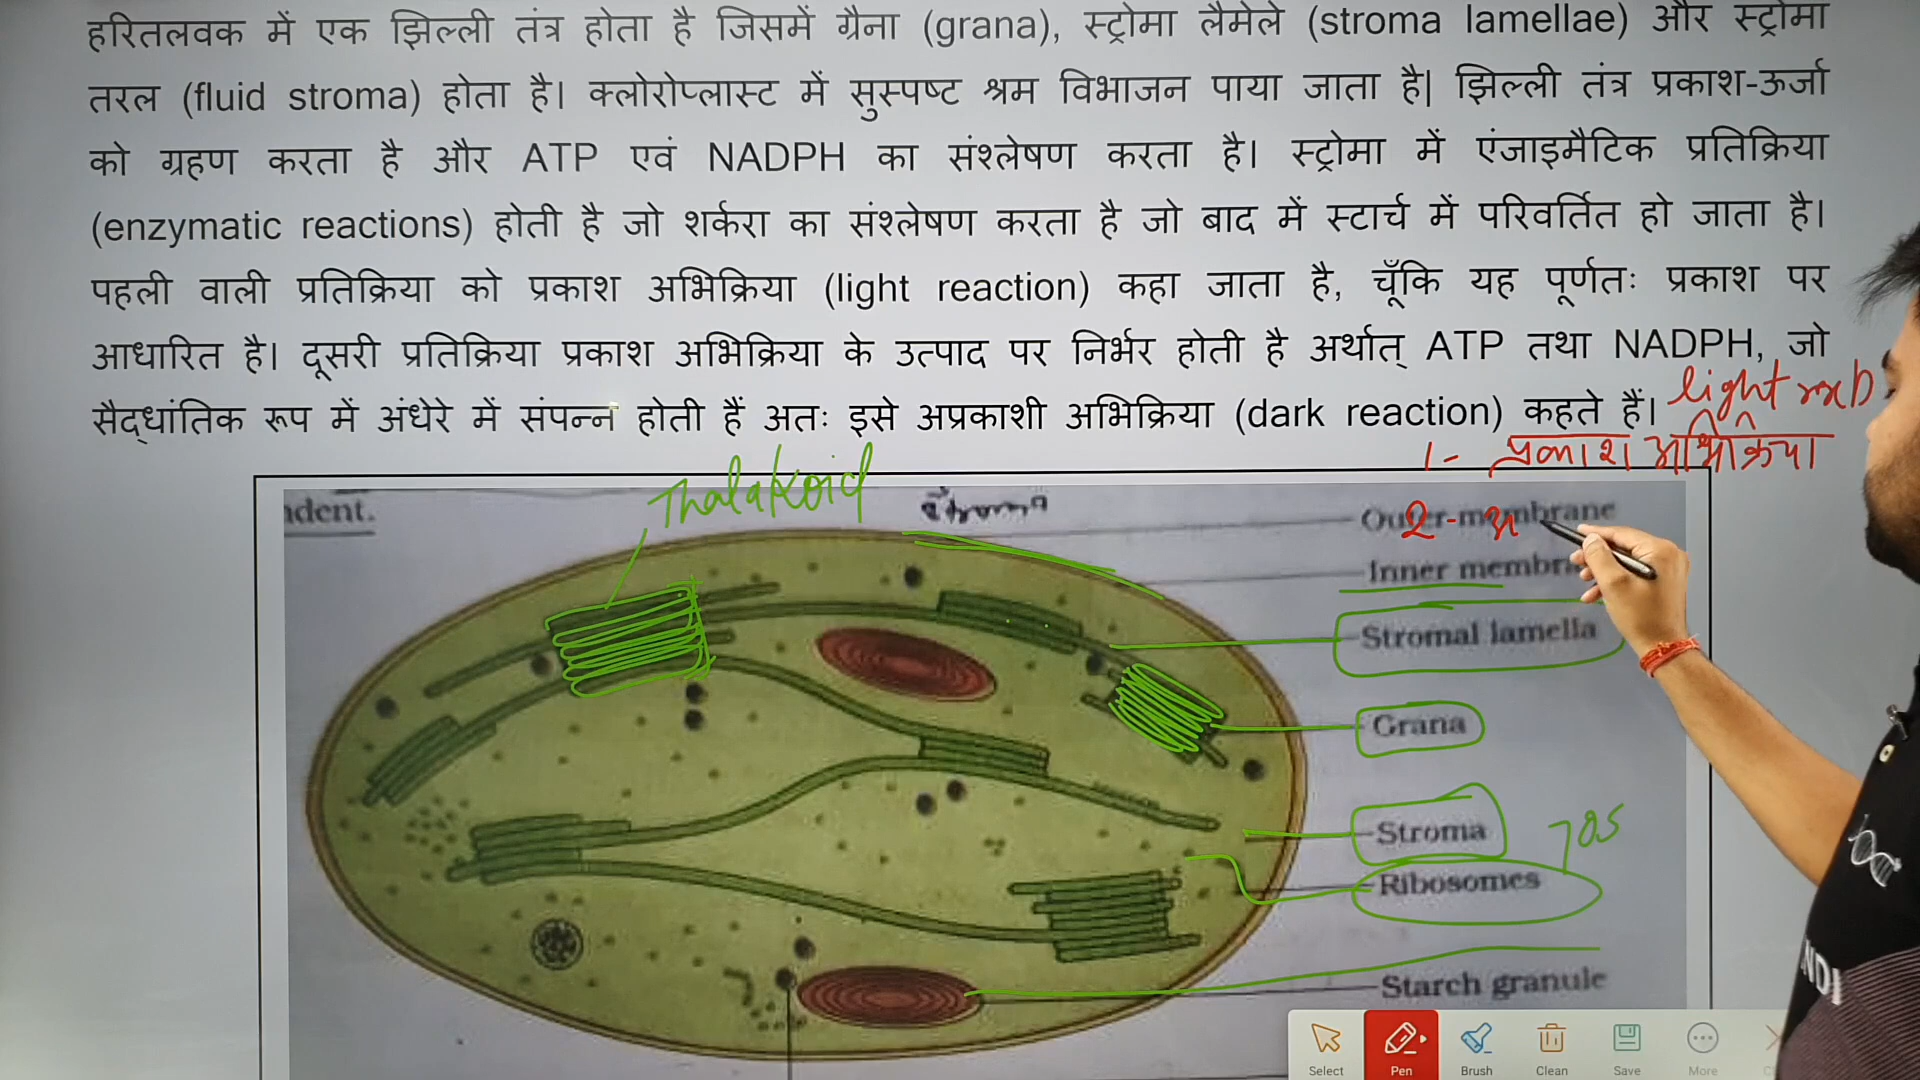 हरितलवक में एक झिल्ली तंत्र होता है जिसमें ग्रैना (grana), स्ट्रोमा लैमेले (stroma lamellae) और स्ट्रोमा
तरल (fluid stroma) होता है। क्लोरोप्लास्ट में सुस्पष्ट श्रम विभाजन पाया जाता है| झिल्ली तंत्र प्रकाश-ऊर्जा
को ग्रहण करता है और ATP एवं NADPH का संश्लेषण करता है। स्ट्रोमा में एंजाइमैटिक प्रतिक्रिया
(enzymatic reactions) होती है जो शर्करा का संश्लेषण करता है जो बाद में स्टार्च में परिवर्तित हो जाता है।
पहली वाली प्रतिक्रिया को प्रकाश अभिक्रिया (light reaction) कहा जाता है, चूँकि यह पूर्णतः प्रकाश पर
आधारित है। दूसरी प्रतिक्रिया प्रकाश अभिक्रिया के उत्पाद पर निर्भर होती है अर्थात् ATP तथा NADPH, जो
सैद्धांतिक रूप में अंधेरे में संपन्न होती हैं अतः इसे अप्रकाशी अभिक्रिया (dark reaction) कहते हैं।
light rxn
1- प्रकाश अभिक्रिया
Thalakoid
dent.
Outer membrane
2- अ
Inner
Stromal lamella
Grana
Stroma
70s
Ribosomes
Starch granule
Select Pen Brush Clean Save More